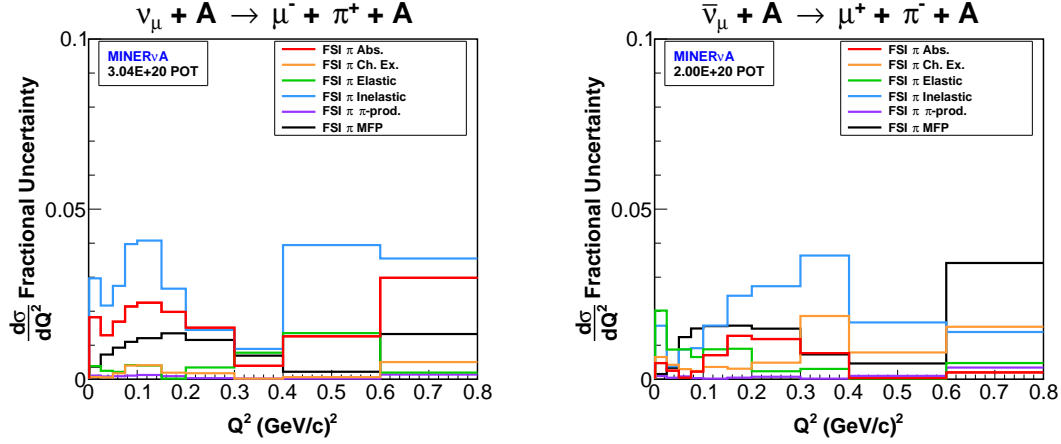 ν_μ + A → μ⁻ + π⁺ + A
0.1
0.05
0
dσ/dQ² Fractional Uncertainty
MINERνA
3.04E+20 POT
FSI π Abs.
FSI π Ch. Ex.
FSI π Elastic
FSI π Inelastic
FSI π π-prod.
FSI π MFP
0 0.1 0.2 0.3 0.4 0.5 0.6 0.7 0.8
Q² (GeV/c)²
ν̄_μ + A → μ⁺ + π⁻ + A
0.1
0.05
0
dσ/dQ² Fractional Uncertainty
MINERνA
2.00E+20 POT
FSI π Abs.
FSI π Ch. Ex.
FSI π Elastic
FSI π Inelastic
FSI π π-prod.
FSI π MFP
0 0.1 0.2 0.3 0.4 0.5 0.6 0.7 0.8
Q² (GeV/c)²